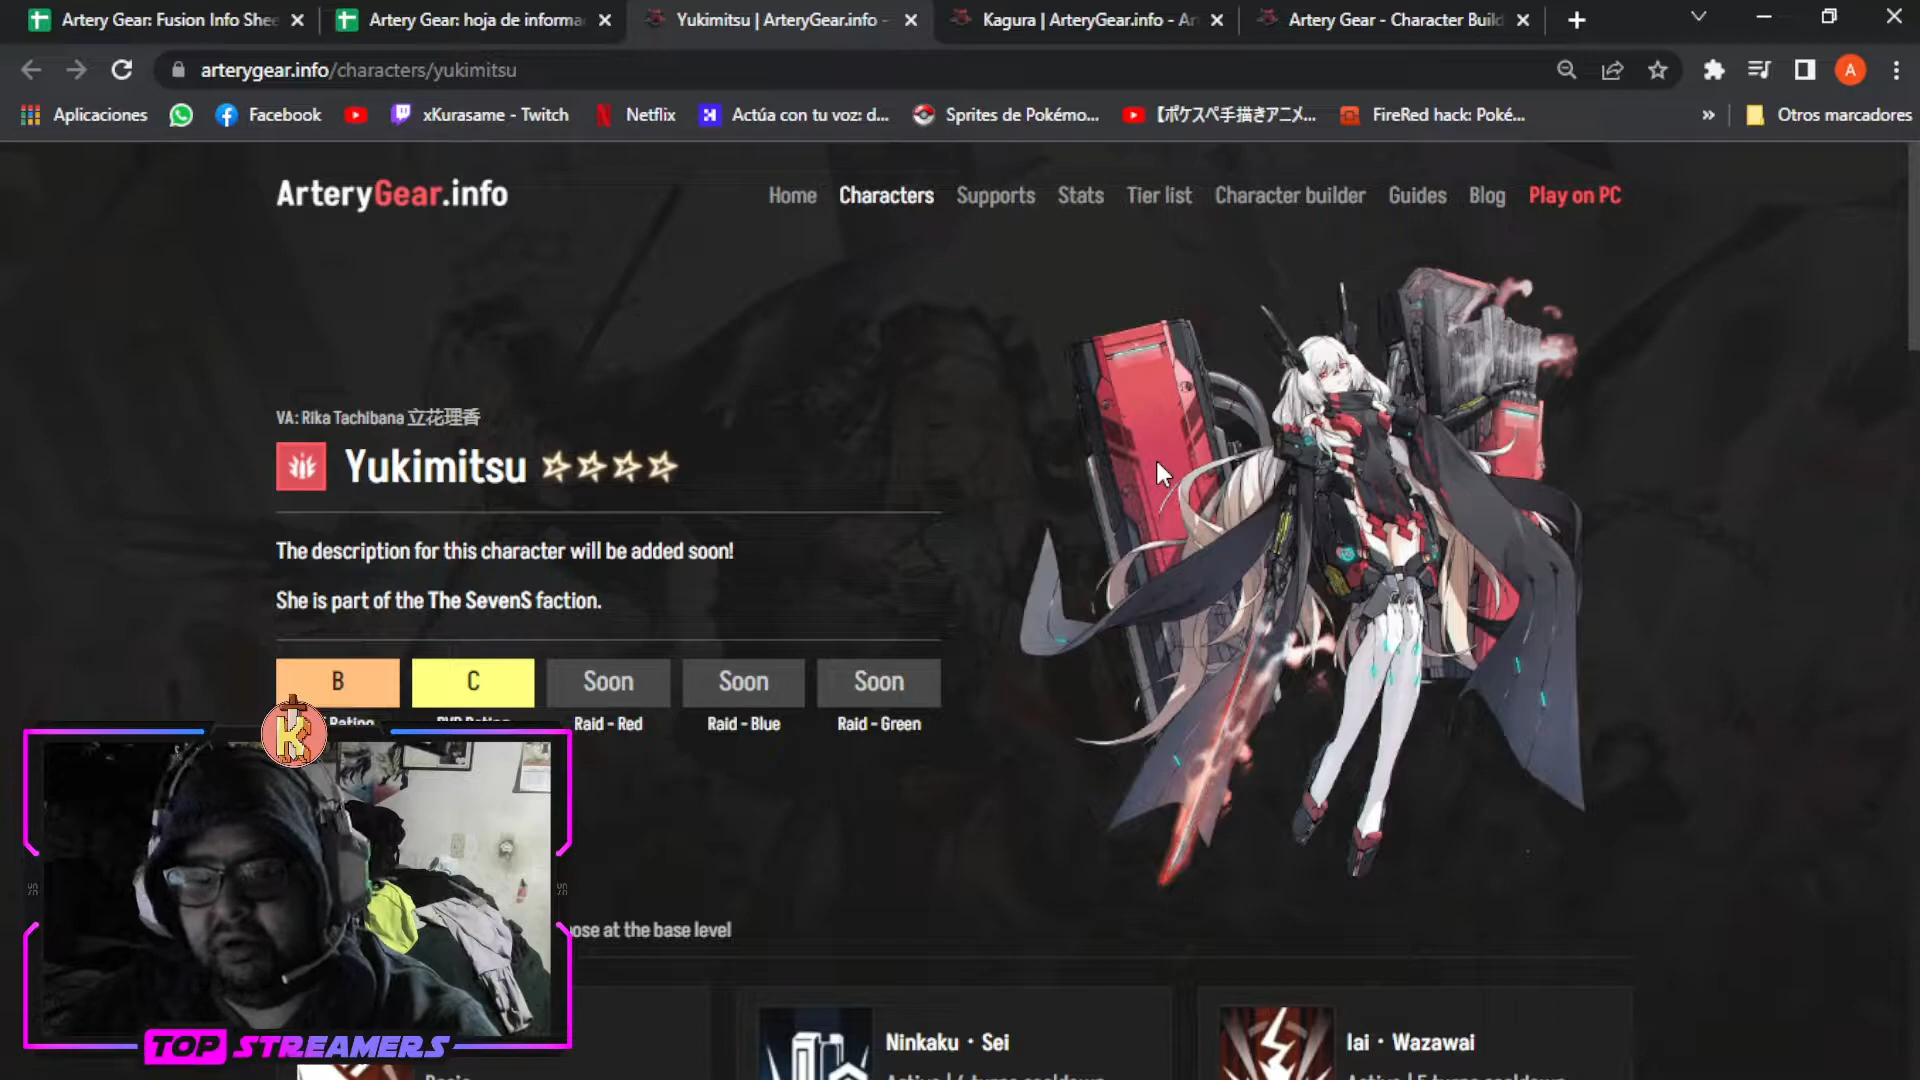 Artery Gear: Fusion Info Shee
Artery Gear: hoja de informa
Yukimitsu | ArteryGear.info -
Kagura | ArteryGear.info - Ar
Artery Gear - Character Build
arterygear.info/characters/yukimitsu
A
Aplicaciones
Facebook
xKurasame - Twitch
Netflix
Actúa con tu voz: d...
Sprites de Pokémo...
【ポケスペ手描きアニメ...
FireRed hack: Poké...
»
Otros marcadores
ArteryGear.info
Home
Characters
Supports
Stats
Tier list
Character builder
Guides
Blog
Play on PC
VA: Rika Tachibana 立花理香
Yukimitsu
The description for this character will be added soon!
She is part of the The SevenS faction.
B
C
Soon
Soon
Soon
Rating
Raid - Red
Raid - Blue
Raid - Green
K
ose at the base level
TOP STREAMERS
Ninkaku・Sei
Iai・Wazawai